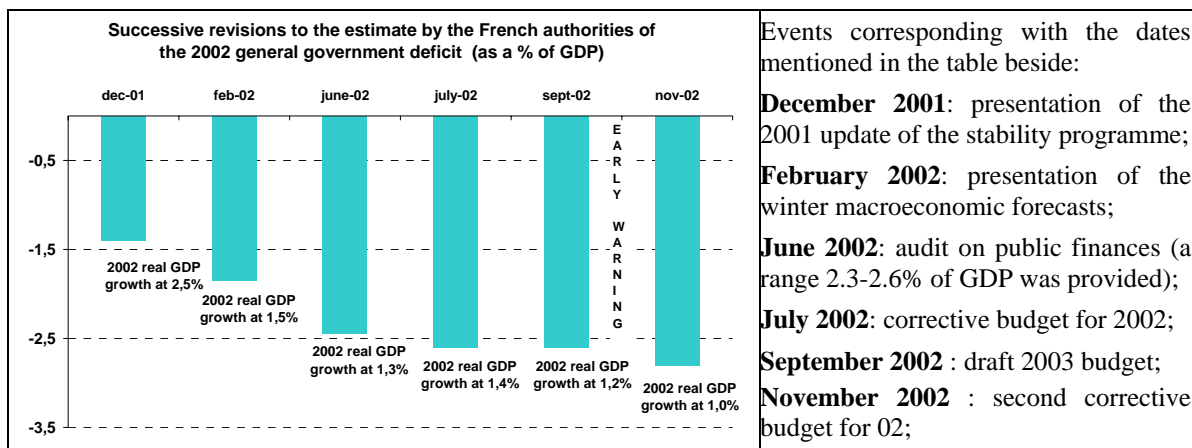 Successive revisions to the estimate by the French authorities of
the 2002 general government deficit (as a % of GDP)
dec-01 feb-02 june-02 july-02 sept-02 nov-02
-0,5
-1,5
-2,5
-3,5
2002 real GDP
growth at 2,5%
2002 real GDP
growth at 1,5%
2002 real GDP
growth at 1,3%
2002 real GDP
growth at 1,4%
2002 real GDP
growth at 1,2%
EARLY WARNING
2002 real GDP
growth at 1,0%
Events corresponding with the dates
mentioned in the table beside:
December 2001: presentation of the
2001 update of the stability programme;
February 2002: presentation of the
winter macroeconomic forecasts;
June 2002: audit on public finances (a
range 2.3-2.6% of GDP was provided);
July 2002: corrective budget for 2002;
September 2002 : draft 2003 budget;
November 2002 : second corrective
budget for 02;